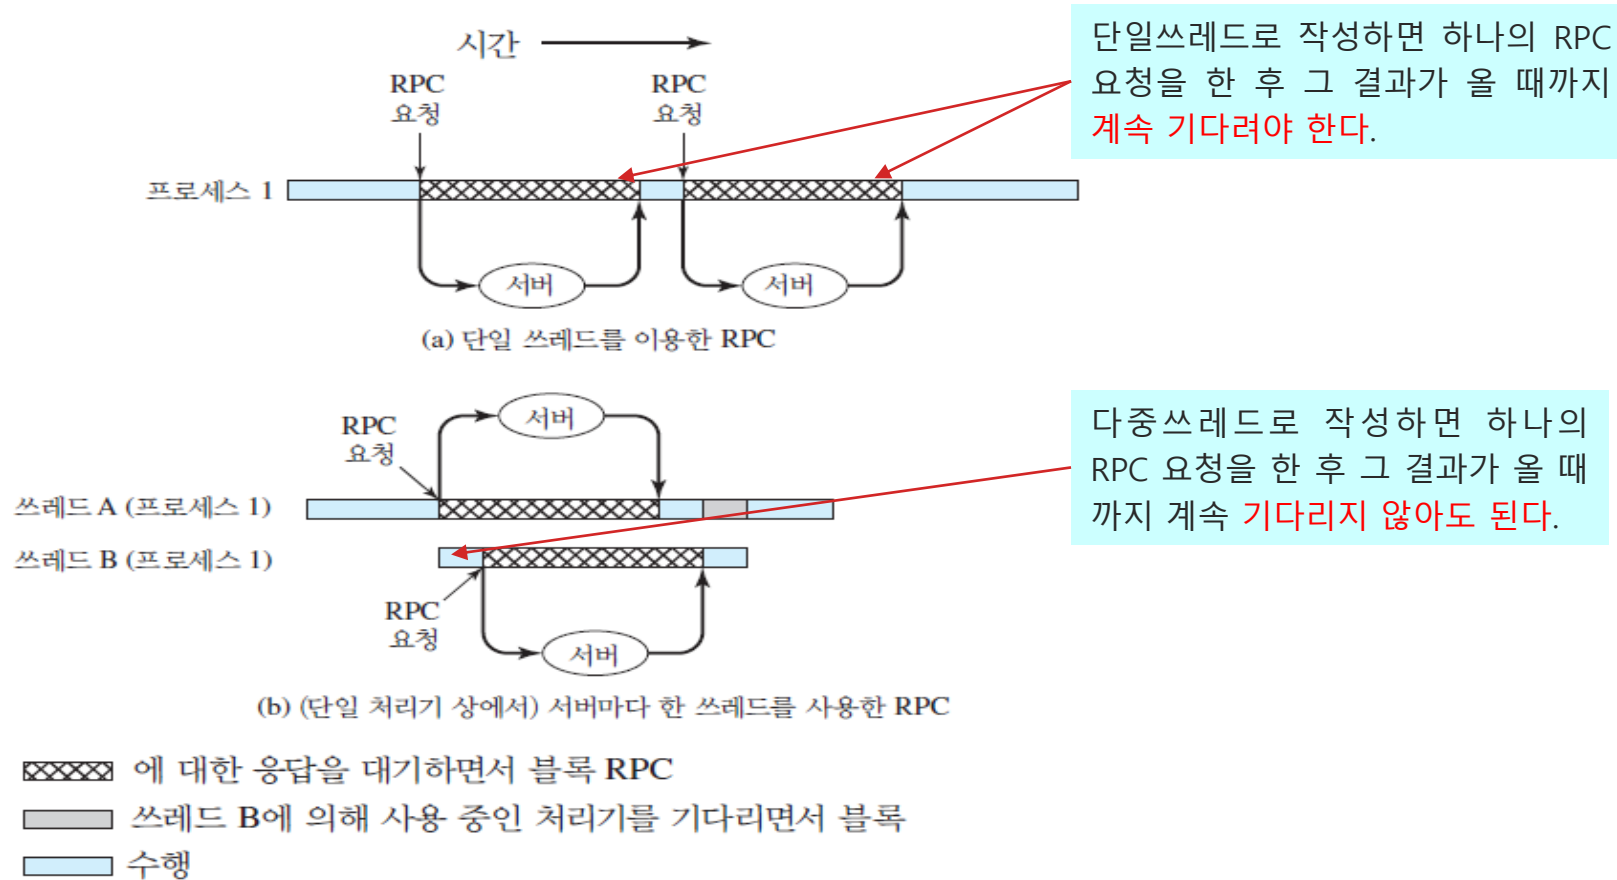 시간
단일쓰레드로 작성하면 하나의 RPC
요청을 한 후 그 결과가 올 때까지
계속 기다려야 한다.
RPC
요청
RPC
요청
프로세스 1
서버
서버
(a) 단일 쓰레드를 이용한 RPC
다중쓰레드로 작성하면 하나의
RPC 요청을 한 후 그 결과가 올 때
까지 계속 기다리지 않아도 된다.
서버
RPC
요청
쓰레드 A (프로세스 1)
쓰레드 B (프로세스 1)
RPC
요청
서버
(b) (단일 처리기 상에서) 서버마다 한 쓰레드를 사용한 RPC
에 대한 응답을 대기하면서 블록 RPC
쓰레드 B에 의해 사용 중인 처리기를 기다리면서 블록
수행